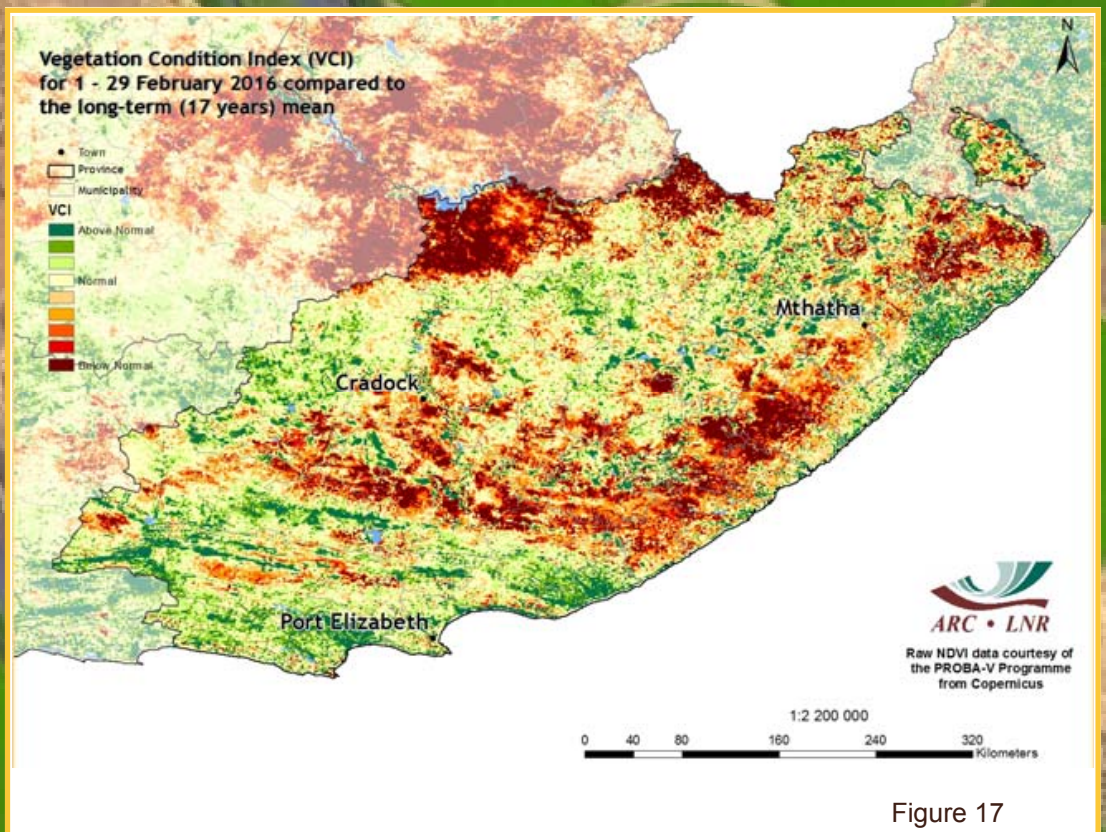 Vegetation Condition Index (VCI)
for 1 - 29 February 2016 compared to
the long-term (17 years) mean
N
Town
Province
Municipality
VCI
Above Normal
Normal
Below Normal
Mthatha
Cradock
Port Elizabeth
ARC • LNR
Raw NDVI data courtesy of
the PROBA-V Programme
from Copernicus
1:2 200 000
0 40 80 160 240 320
Kilometers
Figure 17